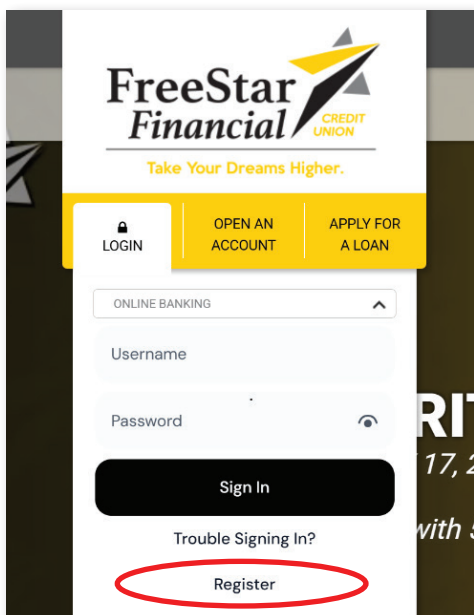 FreeStar
Financial
CREDIT
UNION
Take Your Dreams Higher.
LOGIN
OPEN AN
ACCOUNT
APPLY FOR
A LOAN
ONLINE BANKING
Username
Password
Sign In
Trouble Signing In?
Register
17, 2
with